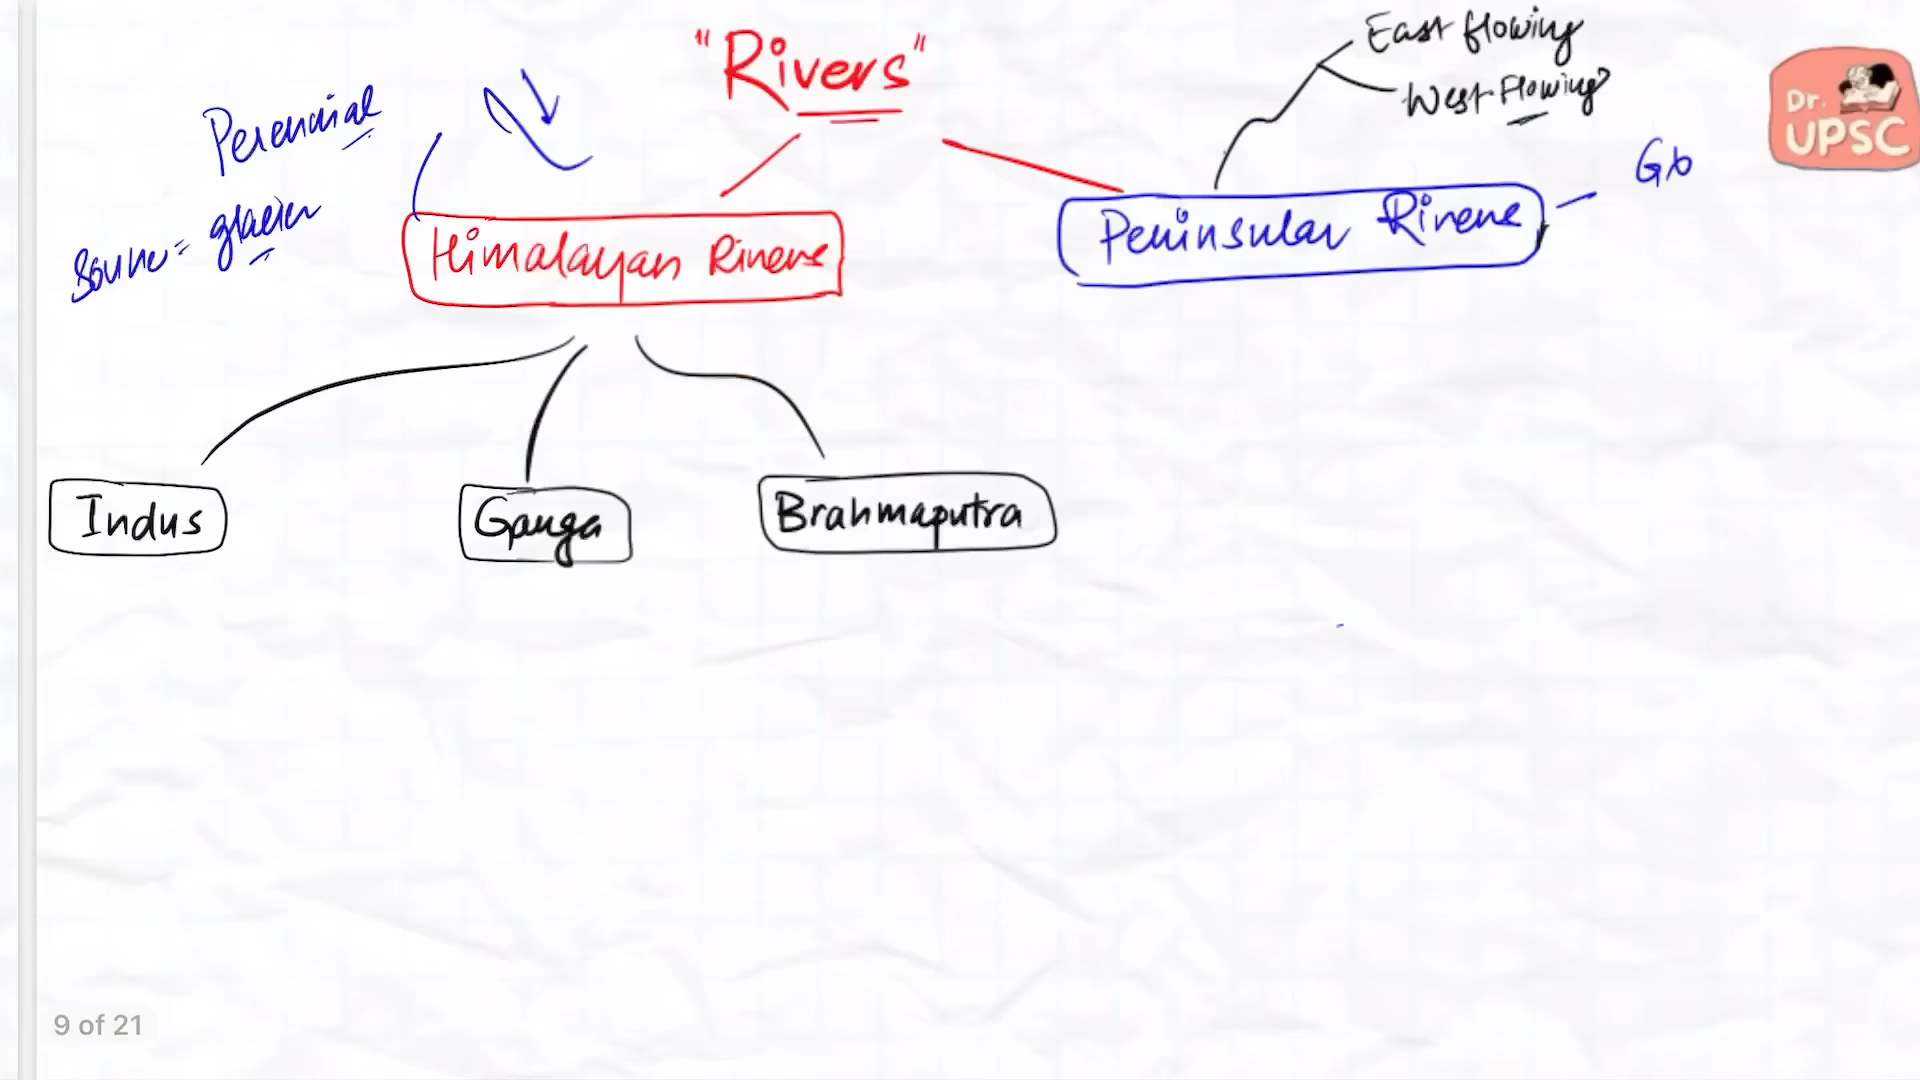 "Rivers"
East flowing
West Flowing
Perennial
Source = glacier
Himalayan Rivers
Peninsular Rivers
Indus
Ganga
Brahmaputra
Dr.
UPSC
9 of 21